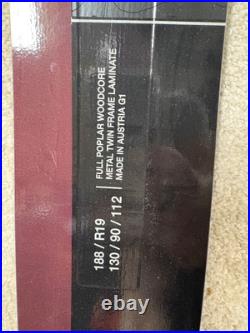 FULL POPLAR WOODCORE
METAL TWIN FRAME LAMINATE
MADE IN AUSTRIA G1
188 / R19
130 / 90 / 112